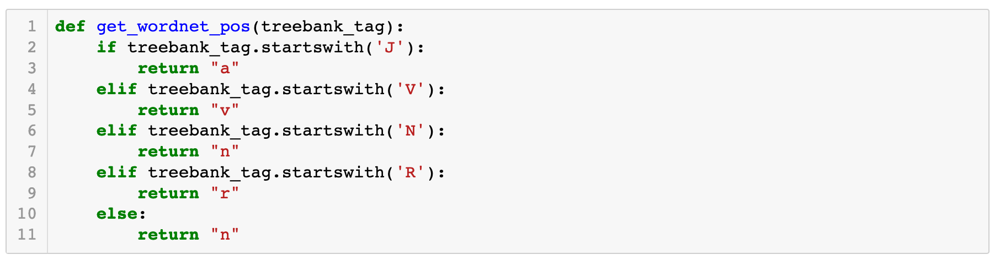 1 def get_wordnet_pos(treebank_tag):
2     if treebank_tag.startswith('J'):
3         return "a"
4     elif treebank_tag.startswith('V'):
5         return "v"
6     elif treebank_tag.startswith('N'):
7         return "n"
8     elif treebank_tag.startswith('R'):
9         return "r"
10     else:
11         return "n"